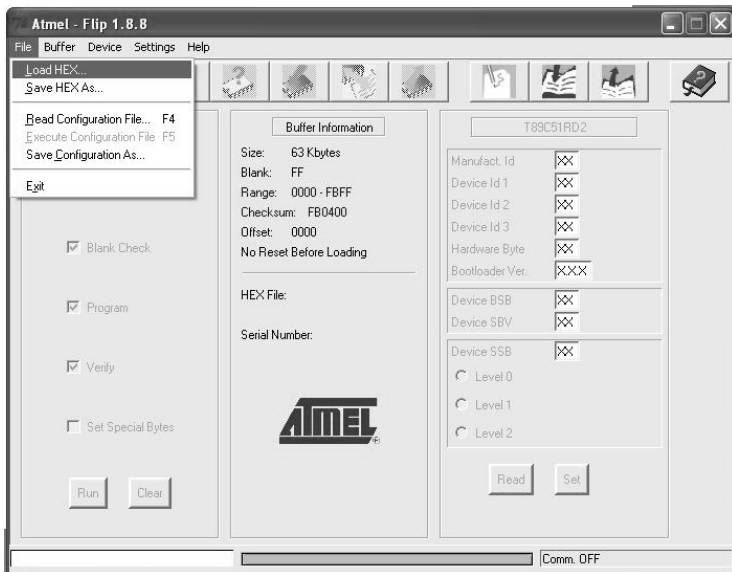 Atmel - Flip 1.8.8
File Buffer Device Settings Help
Load HEX...
Save HEX As...
Read Configuration File... F4
Execute Configuration File F5
Save Configuration As...
Exit
Blank Check
Program
Verify
Set Special Bytes
Run Clear
Buffer Information
Size: 63 Kbytes
Blank: FF
Range: 0000 - FBFF
Checksum: FB0400
Offset: 0000
No Reset Before Loading
HEX File:
Serial Number:
ATMEL
T89C51RD2
Manufact. Id XX
Device Id 1 XX
Device Id 2 XX
Device Id 3 XX
Hardware Byte XX
Bootloader Ver. XXX
Device BSB XX
Device SBV XX
Device SSB XX
Level 0
Level 1
Level 2
Read Set
Comm. OFF